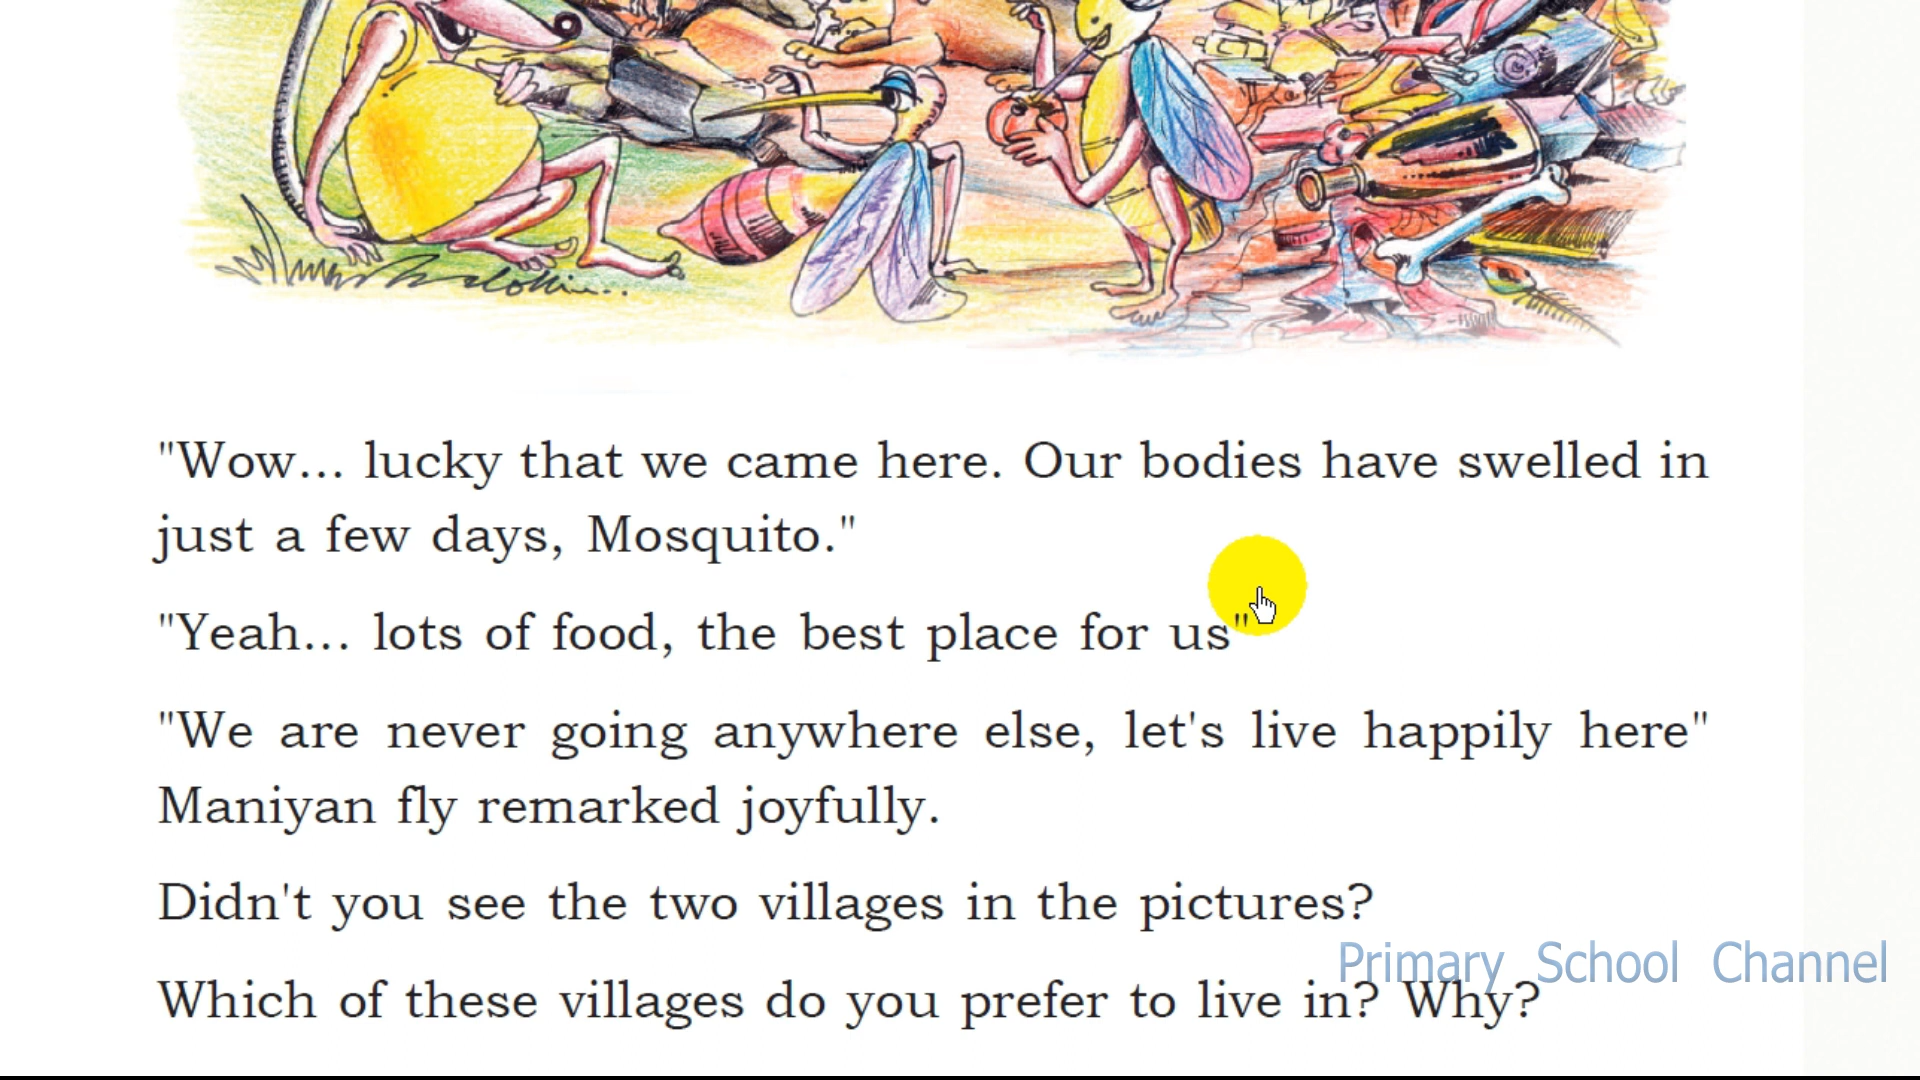 "Wow... lucky that we came here. Our bodies have swelled in
just a few days, Mosquito."
"Yeah... lots of food, the best place for us"
"We are never going anywhere else, let's live happily here"
Maniyan fly remarked joyfully.
Didn't you see the two villages in the pictures?
Primary School Channel
Which of these villages do you prefer to live in? Why?